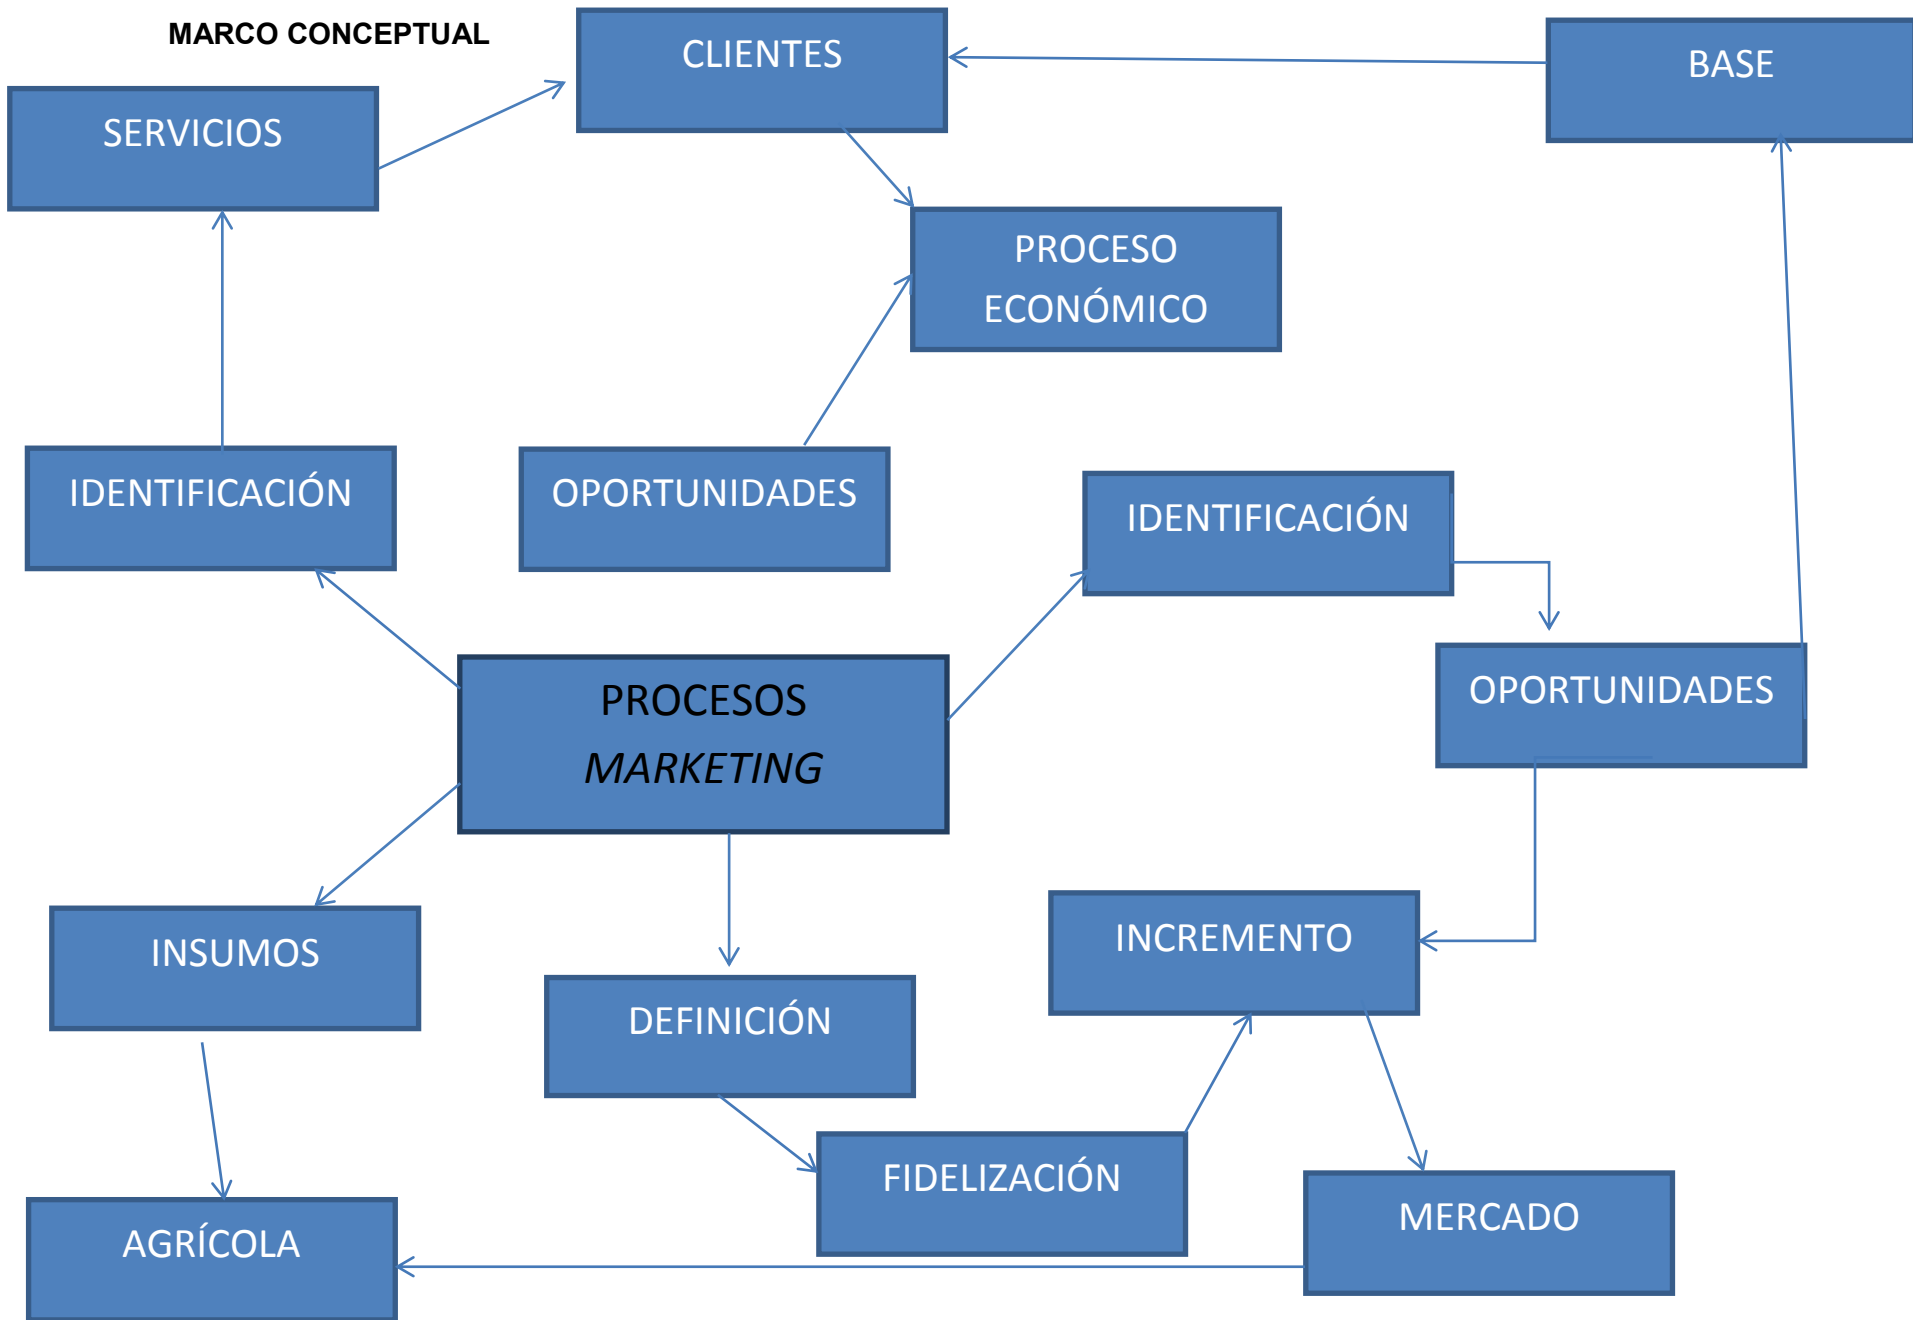 MARCO CONCEPTUAL
CLIENTES
BASE
SERVICIOS
PROCESO
ECONÓMICO
IDENTIFICACIÓN
OPORTUNIDADES
IDENTIFICACIÓN
OPORTUNIDADES
PROCESOS
MARKETING
INSUMOS
INCREMENTO
DEFINICIÓN
FIDELIZACIÓN
MERCADO
AGRÍCOLA